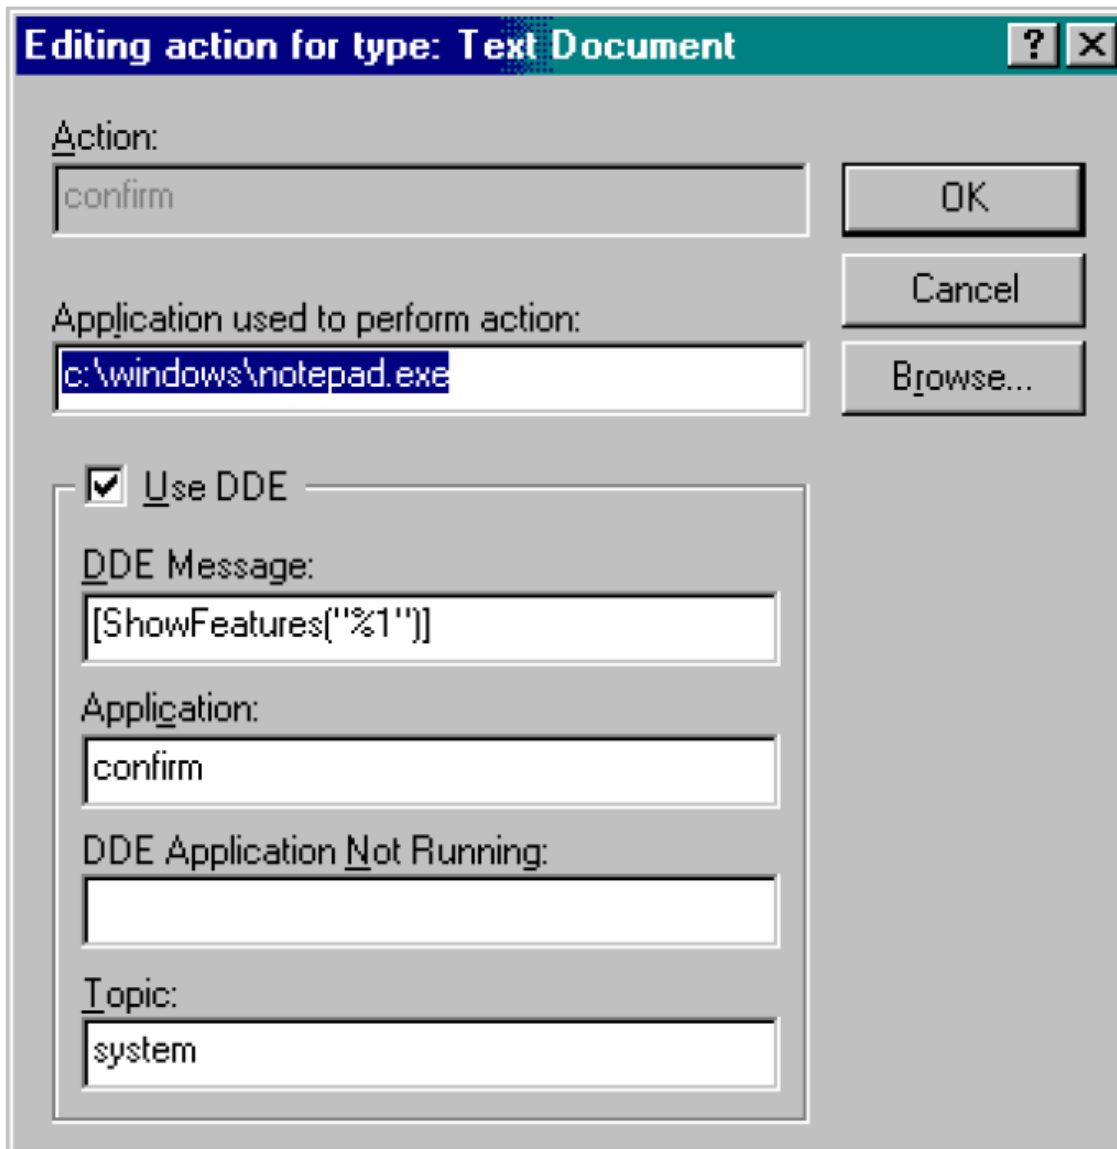 Editing action for type: Text Document
Action:
confirm
OK
Cancel
Application used to perform action:
c:\windows\notepad.exe
Browse...
Use DDE
DDE Message:
[ShowFeatures("%1")]
Application:
confirm
DDE Application Not Running:
Topic:
system